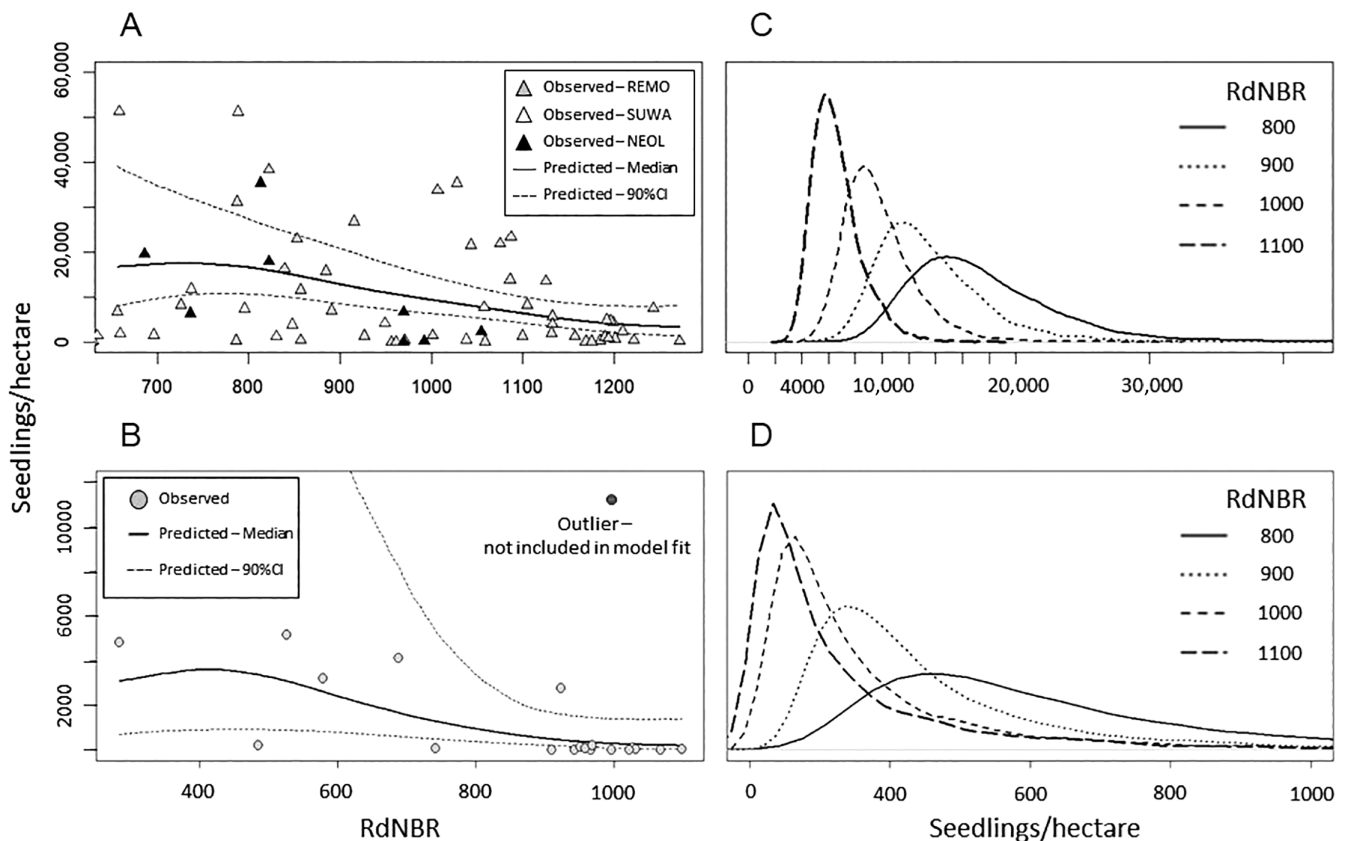 A
C
Seedlings/hectare
60,000
40,000
20,000
0
Observed – REMO
Observed – SUWA
Observed – NEOL
Predicted – Median
Predicted – 90%CI
700 800 900 1000 1100 1200
RdNBR
800
900
1000
1100
0 4000 10,000 20,000 30,000
B
D
10000
6000
2000
Observed
Predicted – Median
Predicted – 90%CI
Outlier –
not included in model fit
400 600 800 1000
RdNBR
RdNBR
800
900
1000
1100
0 400 600 800 1000
Seedlings/hectare